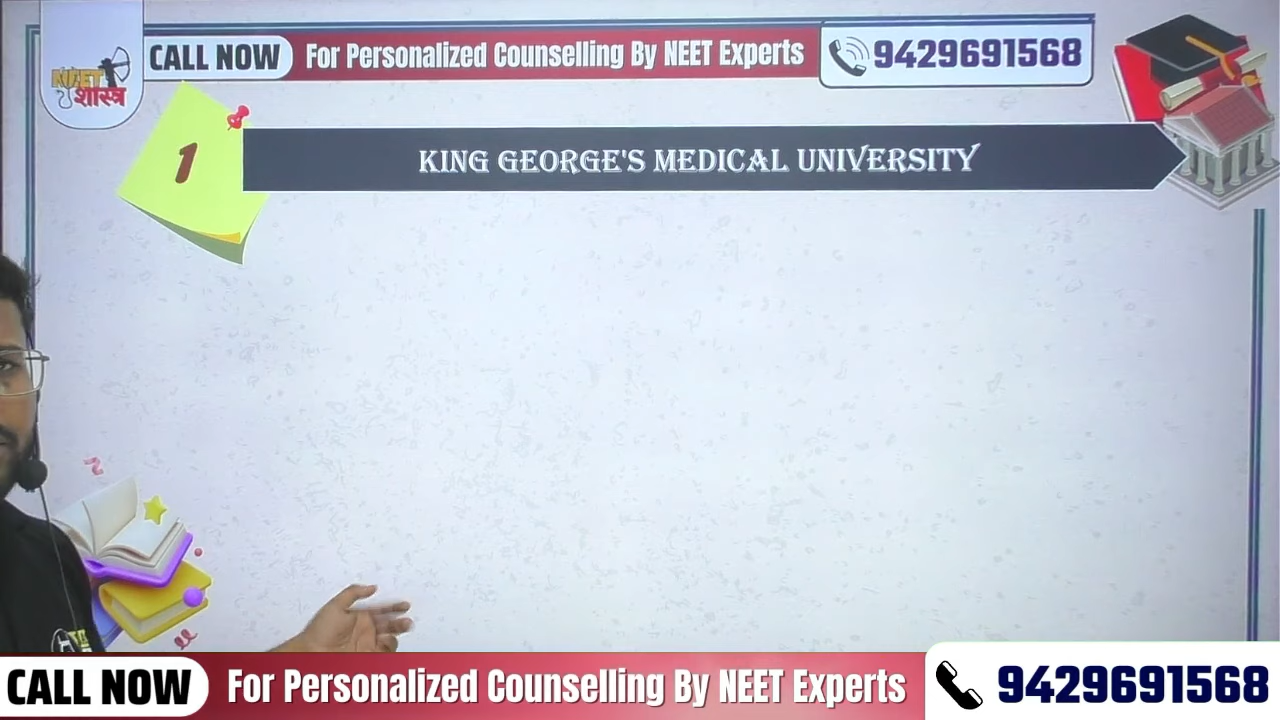 NEET
शास्त्र
CALL NOW
For Personalized Counselling By NEET Experts
9429691568
1
KING GEORGE'S MEDICAL UNIVERSITY
CALL NOW
For Personalized Counselling By NEET Experts
9429691568